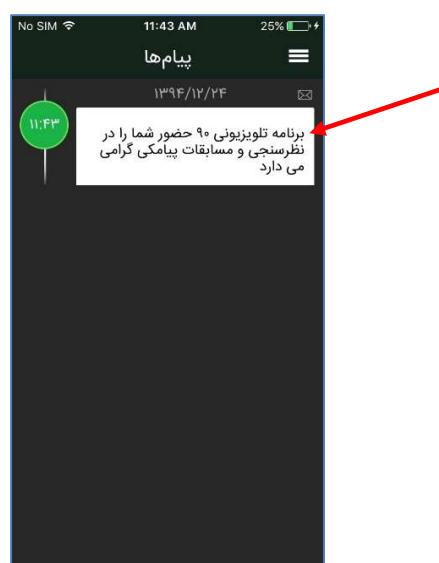 No SIM 11:43 AM 25%
پیام‌ها
۱۳۹۴/۱۲/۲۴
۱۱:۴۳
برنامه تلویزیونی ۹۰ حضور شما را در
نظرسنجی و مسابقات پیامکی گرامی
می دارد